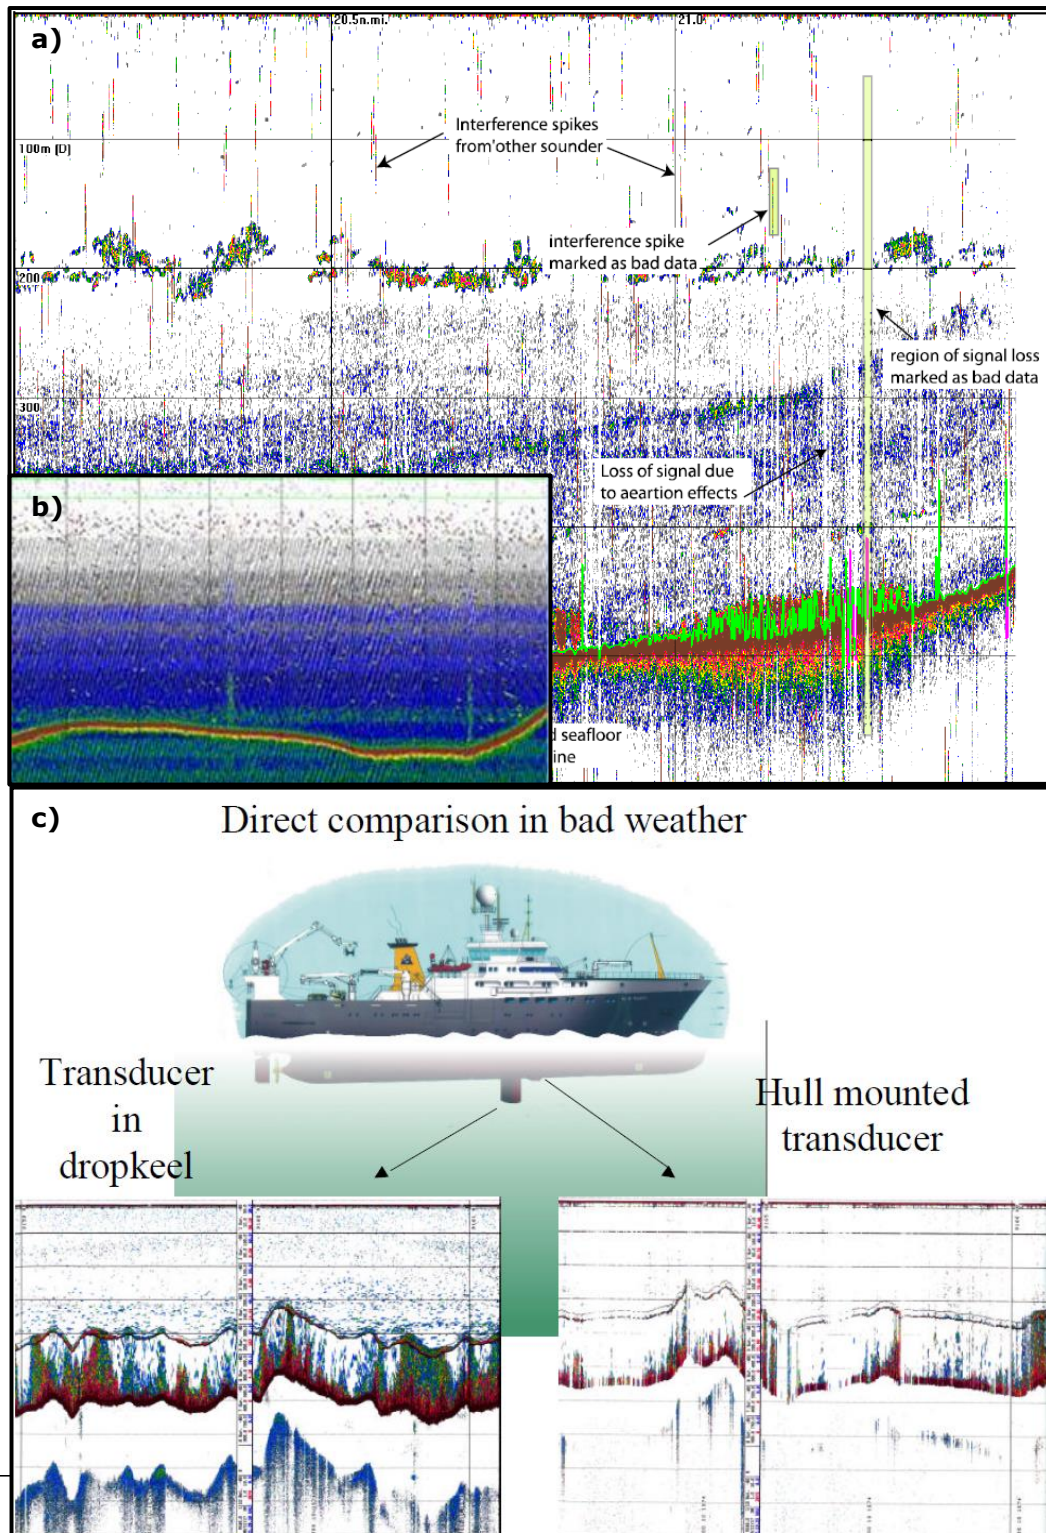 a)
20.5n.mi.
21.0
Interference spikes
from'other sounder
100m (D)
interference spike
marked as bad data
200
region of signal loss
marked as bad data
300
Loss of signal due
to aeartion effects
b)
d seafloor
ine
c)
Direct comparison in bad weather
Transducer
in
dropkeel
Hull mounted
transducer